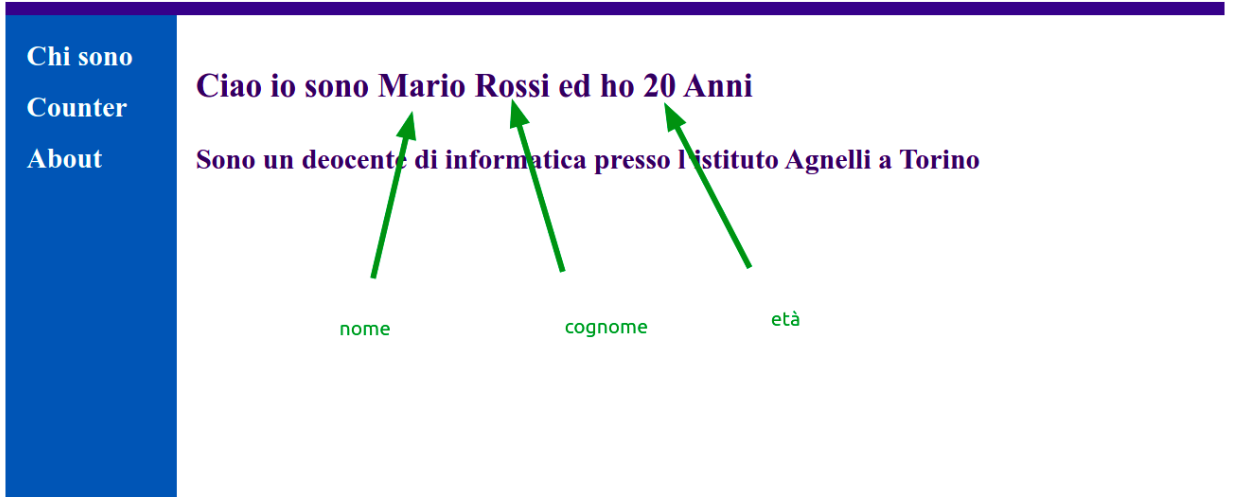 Chi sono
Counter
About
Ciao io sono Mario Rossi ed ho 20 Anni
Sono un deocente di informatica presso l'istituto Agnelli a Torino
nome
cognome
età